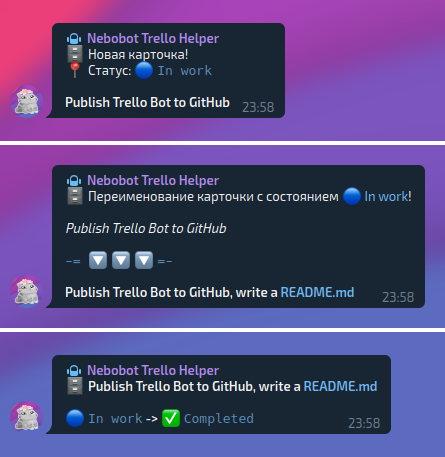 Nebobot Trello Helper
🗄 Новая карточка!
📍 Статус: 🔵 In work
Publish Trello Bot to GitHub
23:58
Nebobot Trello Helper
🗄 Переименование карточки с состоянием 🔵 In work!
Publish Trello Bot to GitHub
-= 🔽 🔽 🔽 =-
Publish Trello Bot to GitHub, write a README.md
23:58
Nebobot Trello Helper
🗄 Publish Trello Bot to GitHub, write a README.md
🔵 In work -> ✅ Completed
23:58